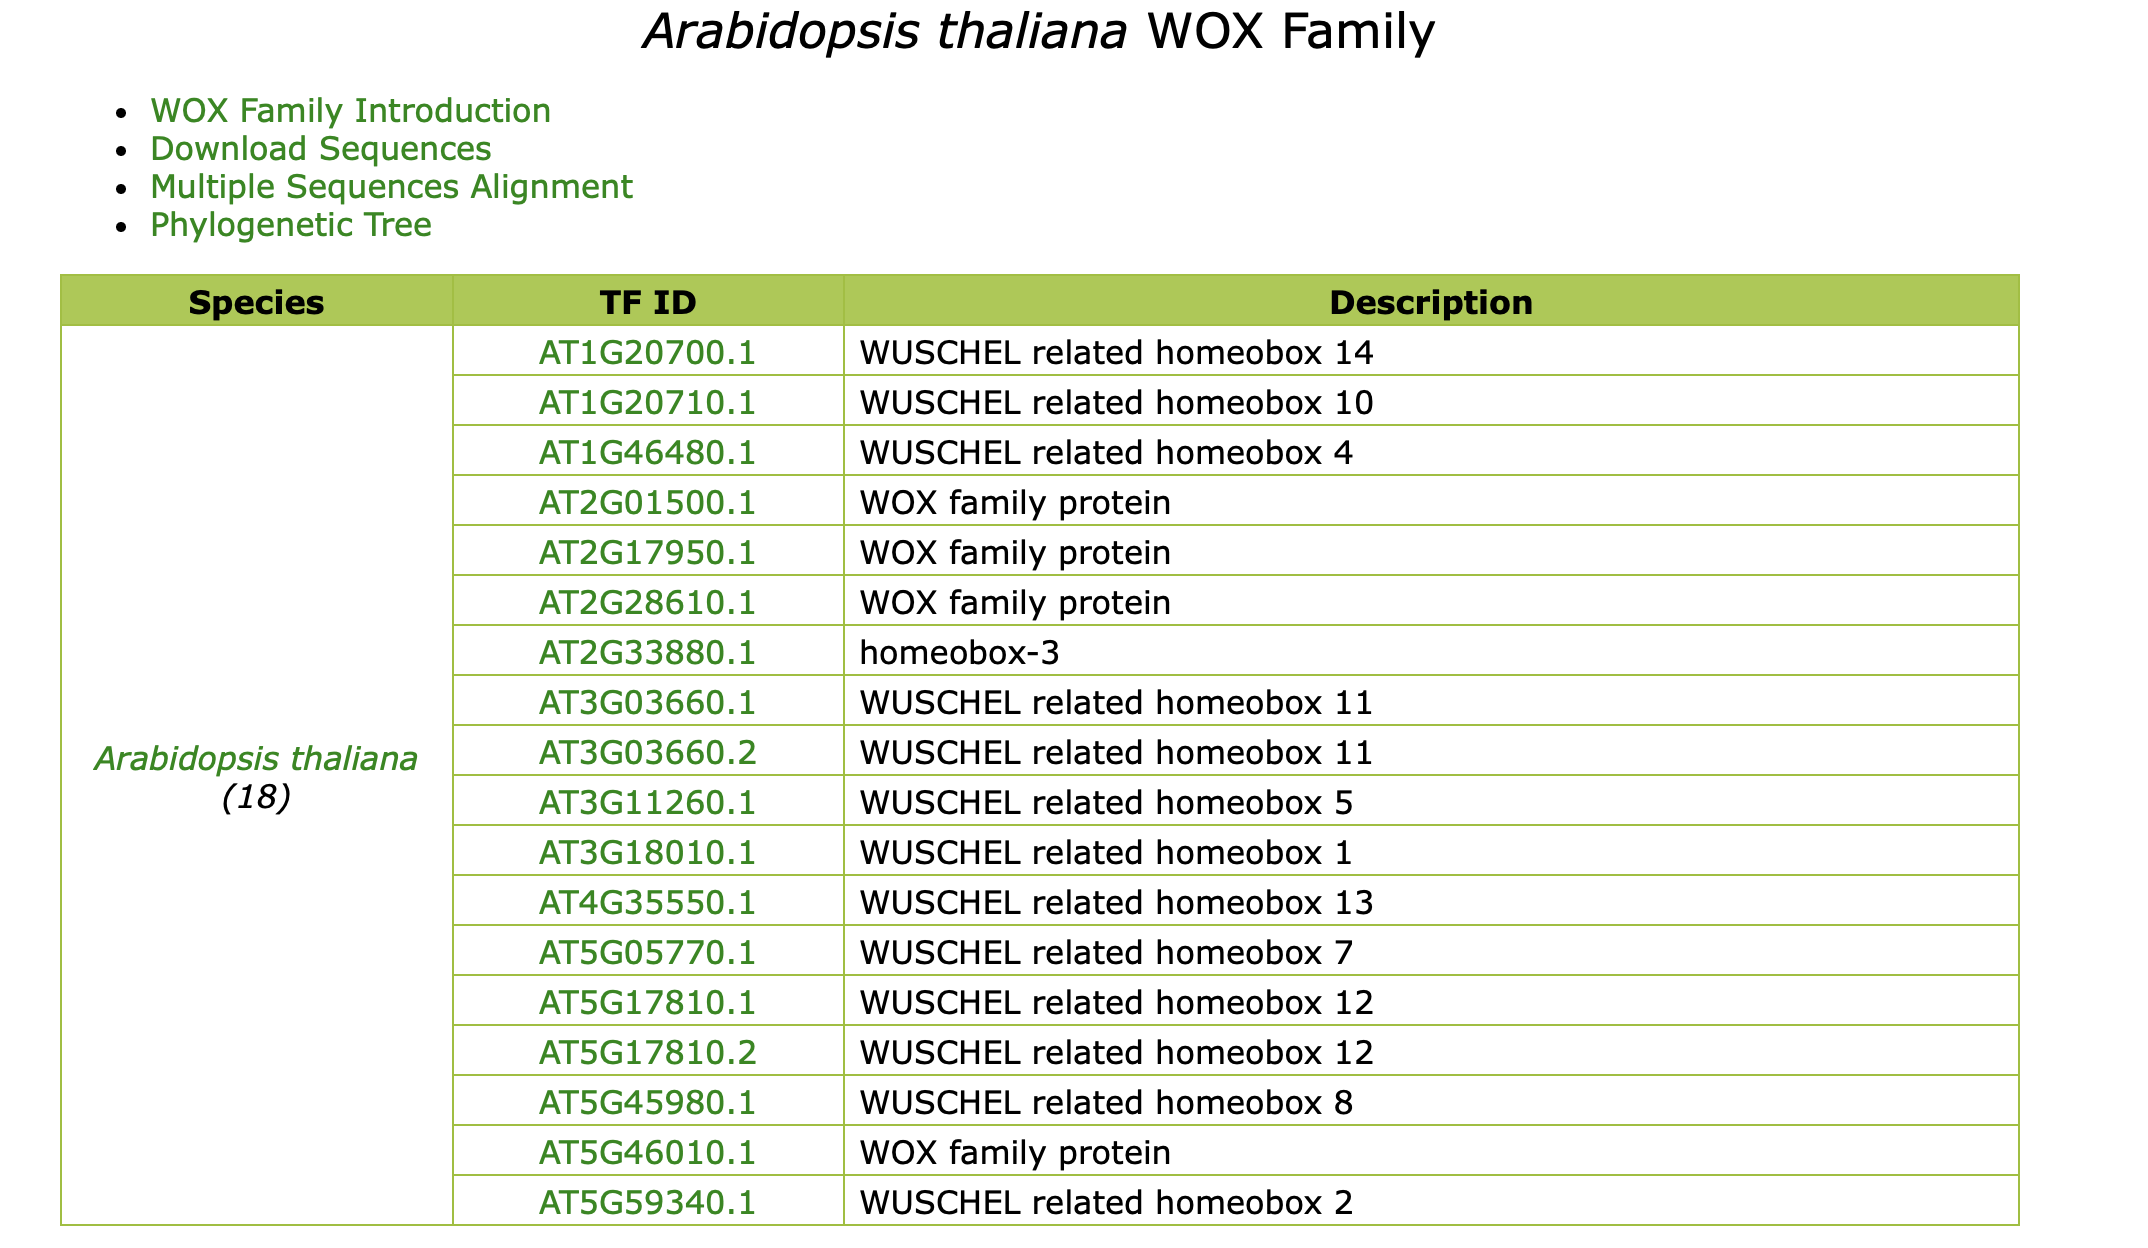 Arabidopsis thaliana WOX Family
WOX Family Introduction
Download Sequences
Multiple Sequences Alignment
Phylogenetic Tree
Species TF ID Description
Arabidopsis thaliana
(18)
AT1G20700.1 WUSCHEL related homeobox 14
AT1G20710.1 WUSCHEL related homeobox 10
AT1G46480.1 WUSCHEL related homeobox 4
AT2G01500.1 WOX family protein
AT2G17950.1 WOX family protein
AT2G28610.1 WOX family protein
AT2G33880.1 homeobox-3
AT3G03660.1 WUSCHEL related homeobox 11
AT3G03660.2 WUSCHEL related homeobox 11
AT3G11260.1 WUSCHEL related homeobox 5
AT3G18010.1 WUSCHEL related homeobox 1
AT4G35550.1 WUSCHEL related homeobox 13
AT5G05770.1 WUSCHEL related homeobox 7
AT5G17810.1 WUSCHEL related homeobox 12
AT5G17810.2 WUSCHEL related homeobox 12
AT5G45980.1 WUSCHEL related homeobox 8
AT5G46010.1 WOX family protein
AT5G59340.1 WUSCHEL related homeobox 2